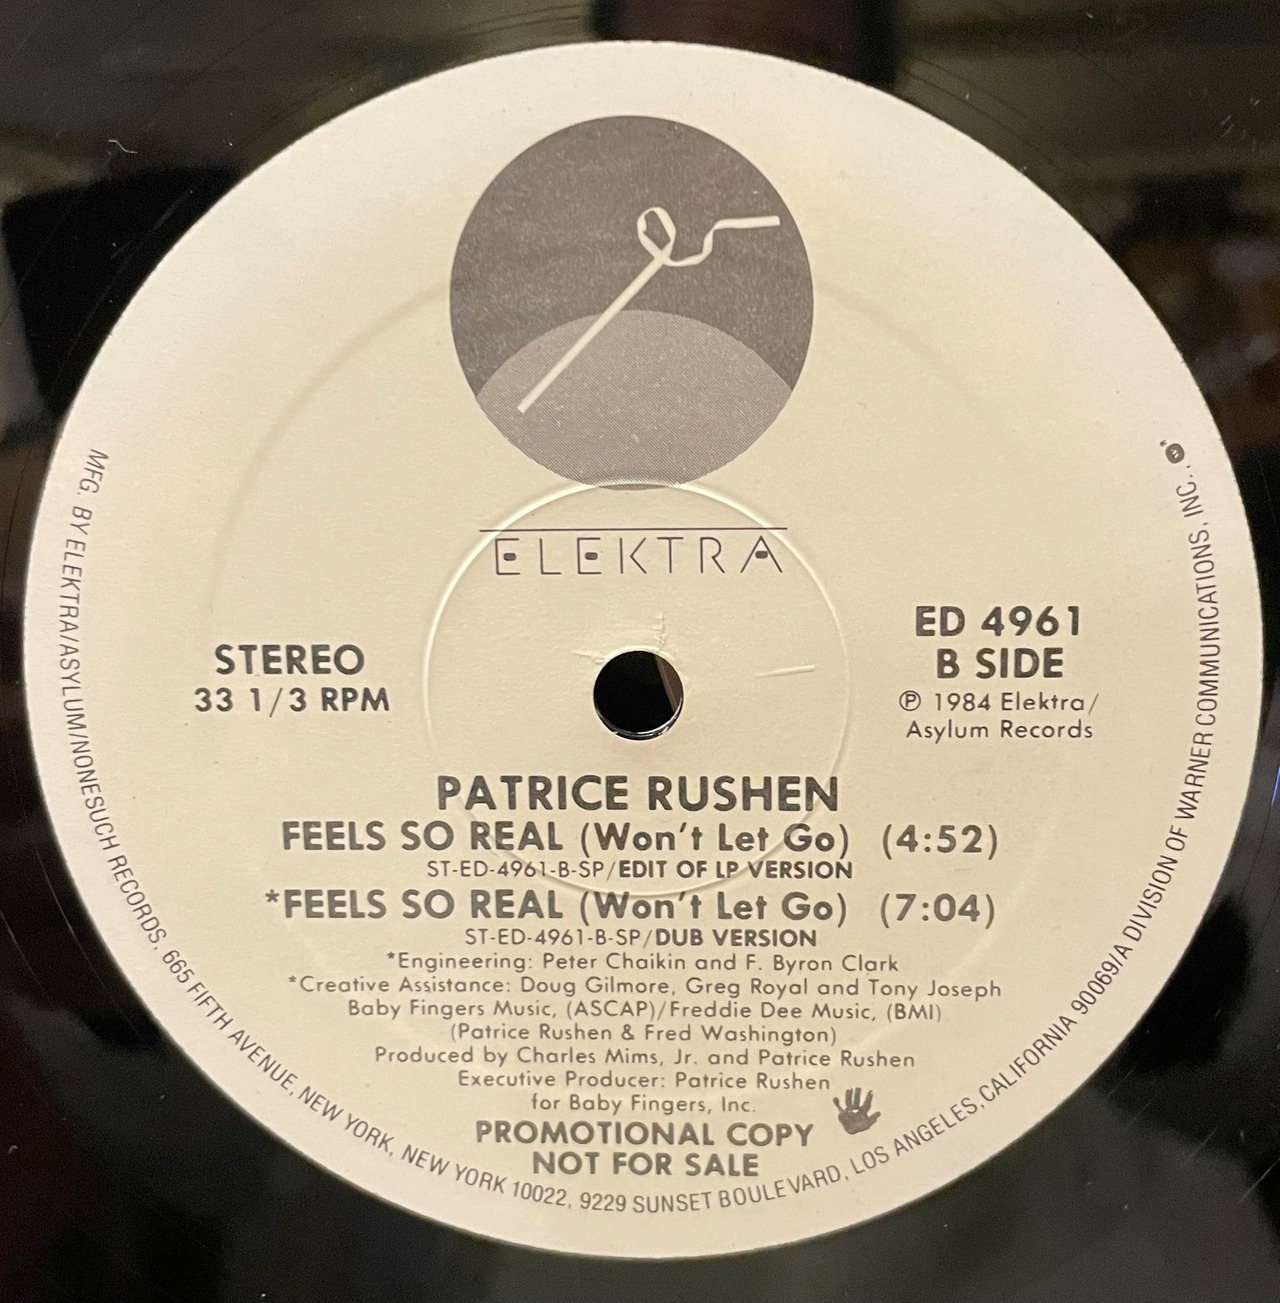 ELEKTRA
STEREO
33 1/3 RPM
ED 4961
B SIDE
℗ 1984 Elektra/
Asylum Records
PATRICE RUSHEN
FEELS SO REAL (Won't Let Go) (4:52)
ST-ED-4961-B-SP/EDIT OF LP VERSION
*FEELS SO REAL (Won't Let Go) (7:04)
ST-ED-4961-B-SP/DUB VERSION
*Engineering: Peter Chaikin and F. Byron Clark
*Creative Assistance: Doug Gilmore, Greg Royal and Tony Joseph
Baby Fingers Music, (ASCAP)/Freddie Dee Music, (BMI)
(Patrice Rushen & Fred Washington)
Produced by Charles Mims, Jr. and Patrice Rushen
Executive Producer: Patrice Rushen
for Baby Fingers, Inc.
PROMOTIONAL COPY
NOT FOR SALE
MFG. BY ELEKTRA/ASYLUM/NONESUCH RECORDS, 665 FIFTH AVENUE, NEW YORK, NEW YORK 10022, 9229 SUNSET BOULEVARD, LOS ANGELES, CALIFORNIA 90069/A DIVISION OF WARNER COMMUNICATIONS, INC..